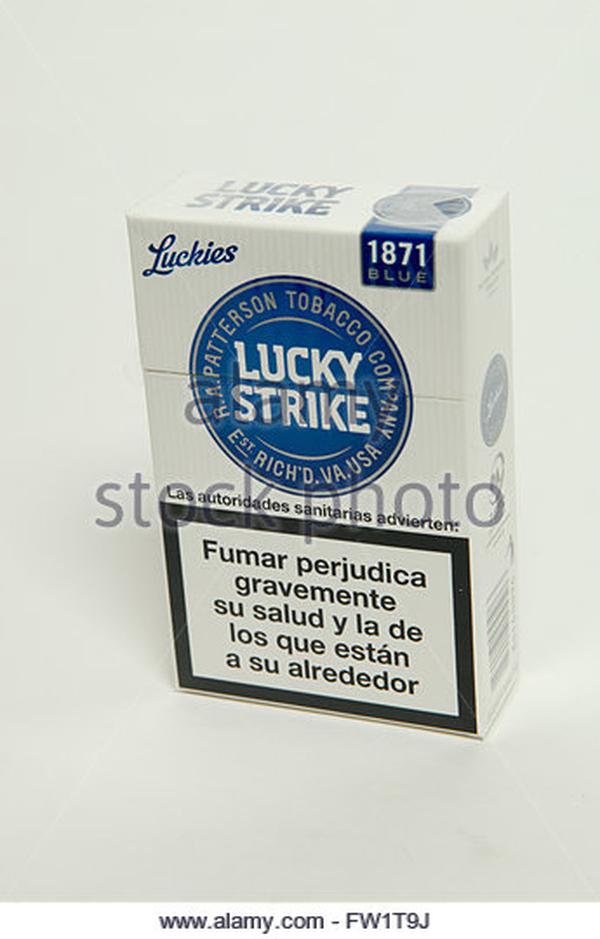 LUCKY
STRIKE
Luckies
1871
BLUE
R.A.PATTERSON TOBACCO COMPANY
LUCKY
STRIKE
EST RICH'D.VA.USA
alamy
stock photo
Las autoridades sanitarias advierten:
Fumar perjudica
gravemente
su salud y la de
los que están
a su alrededor
www.alamy.com - FW1T9J